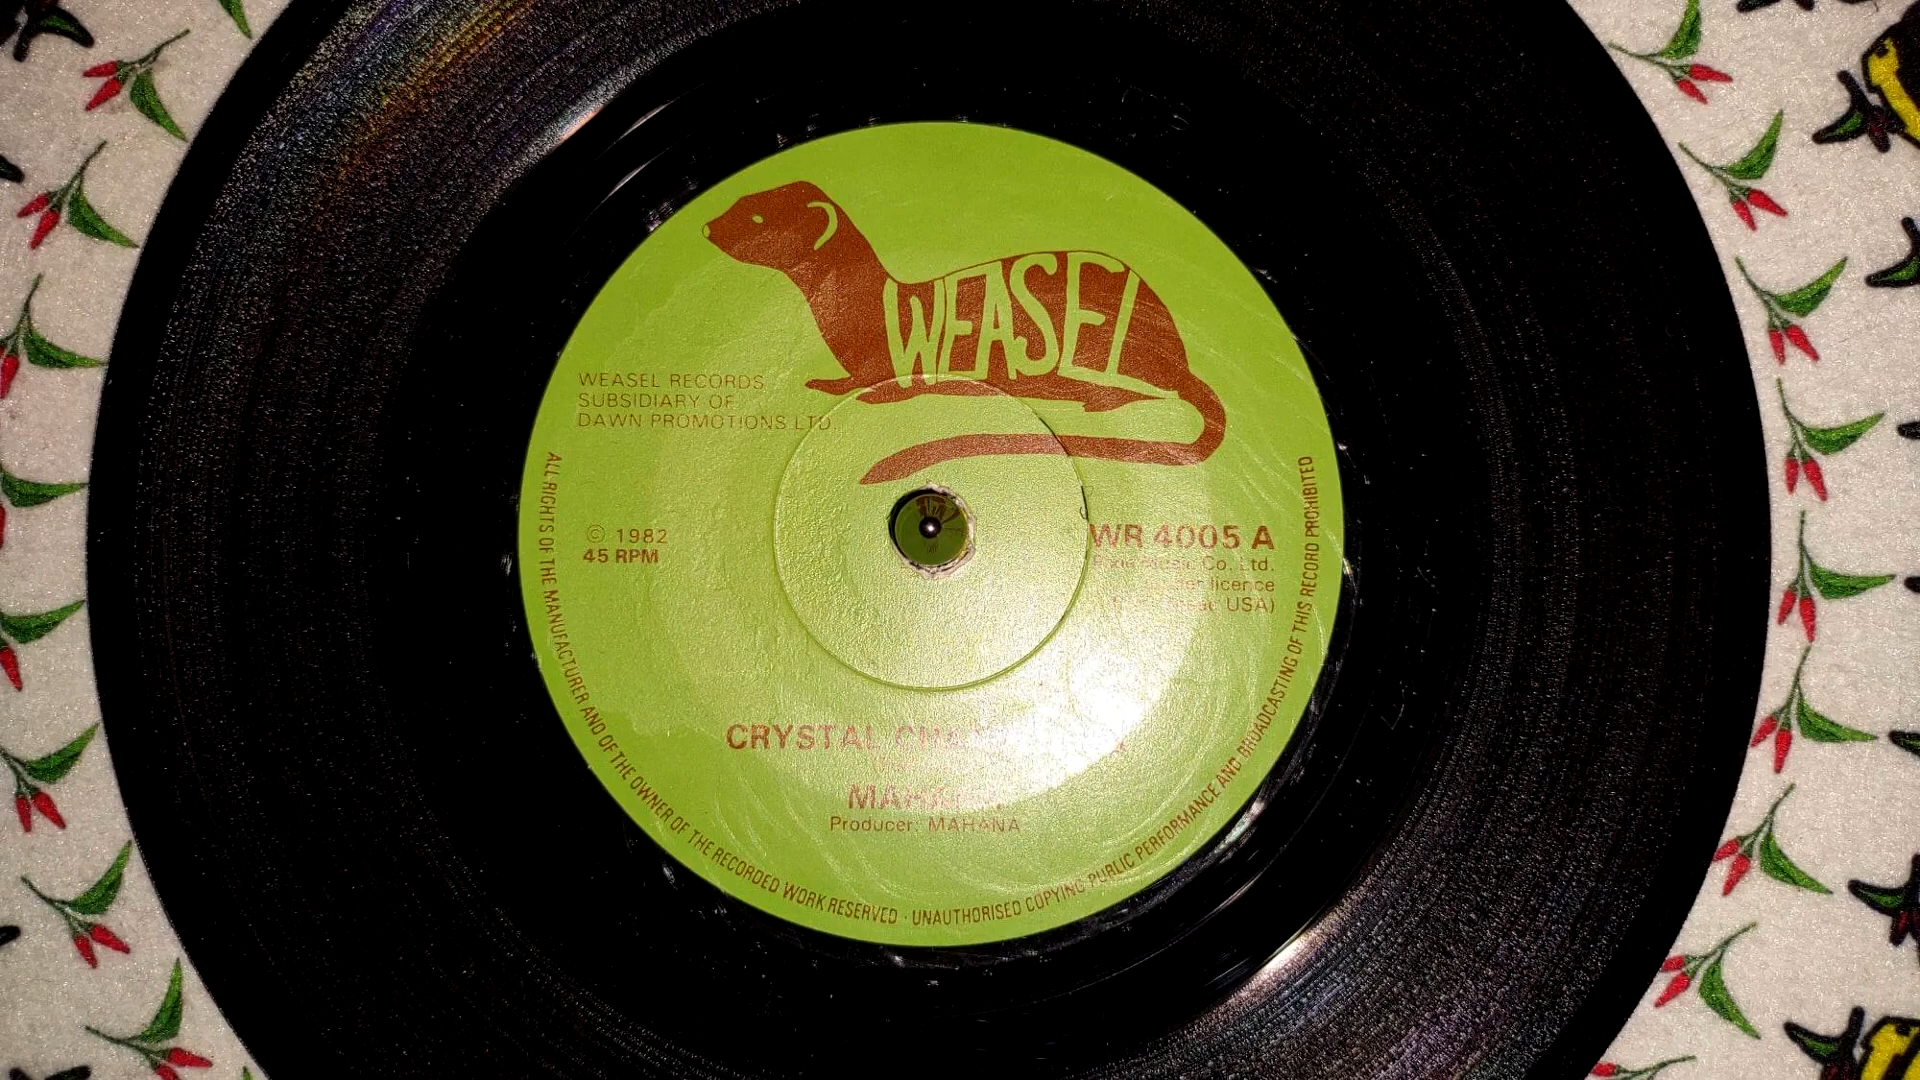 WEASEL
WEASEL RECORDS
SUBSIDIARY OF
DAWN PROMOTIONS LTD.
© 1982
45 RPM
WR 4005 A
Music Co. Ltd.
licence
USA)
CRYSTAL
MAHANA
Producer: MAHANA
ALL RIGHTS OF THE MANUFACTURER AND OF THE OWNER OF THE RECORDED WORK RESERVED · UNAUTHORISED COPYING PUBLIC PERFORMANCE AND BROADCASTING OF THIS RECORD PROHIBITED